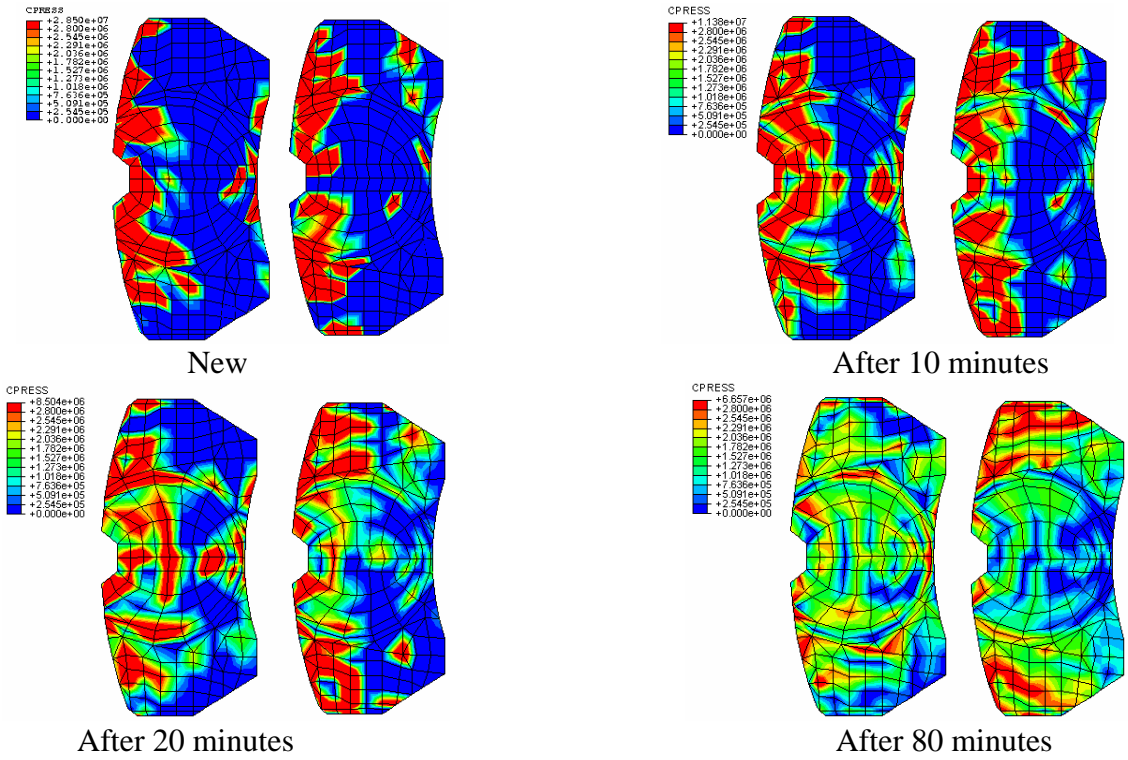 CPRESS
+2.850e+07
+2.800e+06
+2.545e+06
+2.291e+06
+2.036e+06
+1.782e+06
+1.527e+06
+1.273e+06
+1.018e+06
+7.636e+05
+5.091e+05
+2.545e+05
+0.000e+00
New
CPRESS
+1.138e+07
+2.800e+06
+2.545e+06
+2.291e+06
+2.036e+06
+1.782e+06
+1.527e+06
+1.273e+06
+1.018e+06
+7.636e+05
+5.091e+05
+2.545e+05
+0.000e+00
After 10 minutes
CPRESS
+8.504e+06
+2.800e+06
+2.545e+06
+2.291e+06
+2.036e+06
+1.782e+06
+1.527e+06
+1.273e+06
+1.018e+06
+7.636e+05
+5.091e+05
+2.545e+05
+0.000e+00
After 20 minutes
CPRESS
+6.657e+06
+2.800e+06
+2.545e+06
+2.291e+06
+2.036e+06
+1.782e+06
+1.527e+06
+1.273e+06
+1.018e+06
+7.636e+05
+5.091e+05
+2.545e+05
+0.000e+00
After 80 minutes